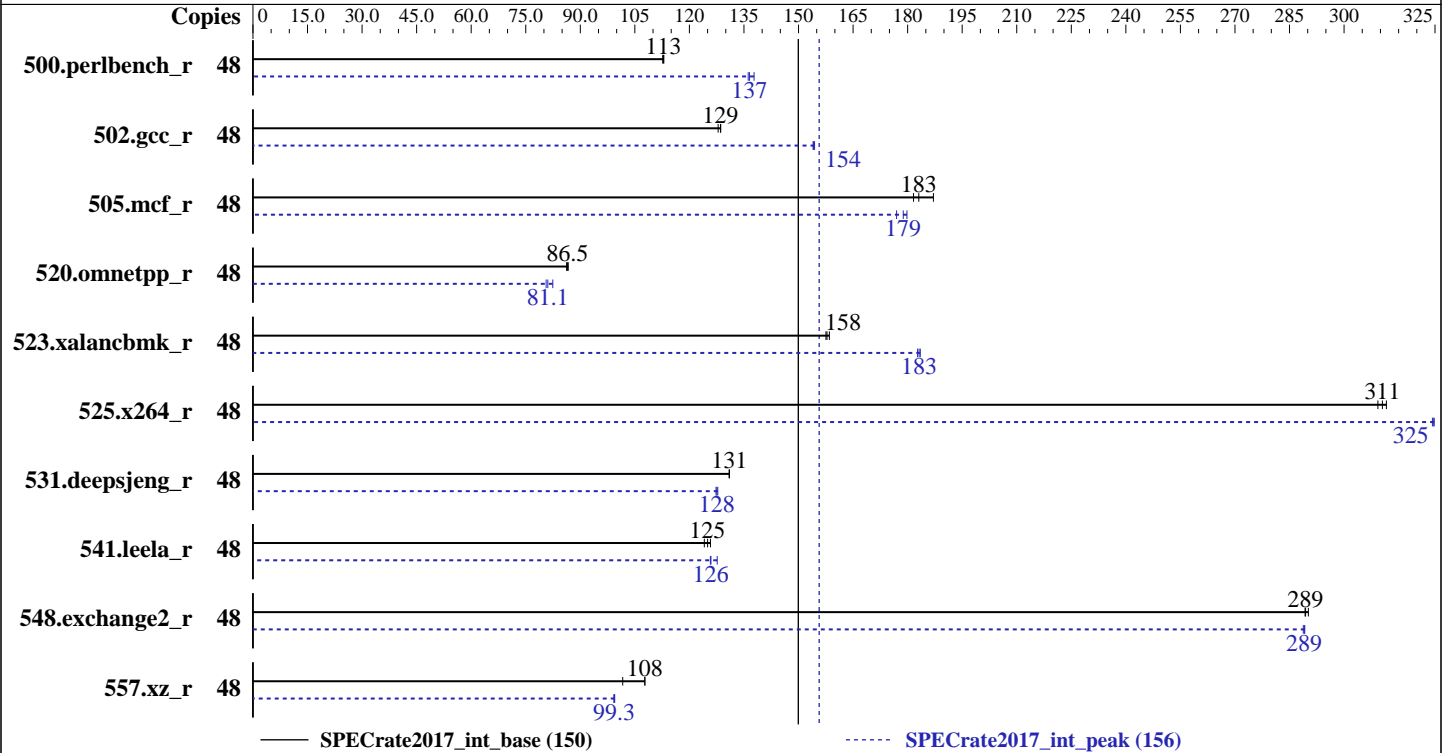 Copies 0 15.0 30.0 45.0 60.0 75.0 90.0 105 120 135 150 165 180 195 210 225 240 255 270 285 300 325
113
500.perlbench_r 48
137
129
502.gcc_r 48
154
183
505.mcf_r 48
179
86.5
520.omnetpp_r 48
81.1
158
523.xalancbmk_r 48
183
311
525.x264_r 48
325
131
531.deepsjeng_r 48
128
125
541.leela_r 48
126
289
548.exchange2_r 48
289
108
557.xz_r 48
99.3
SPECrate2017_int_base (150) SPECrate2017_int_peak (156)